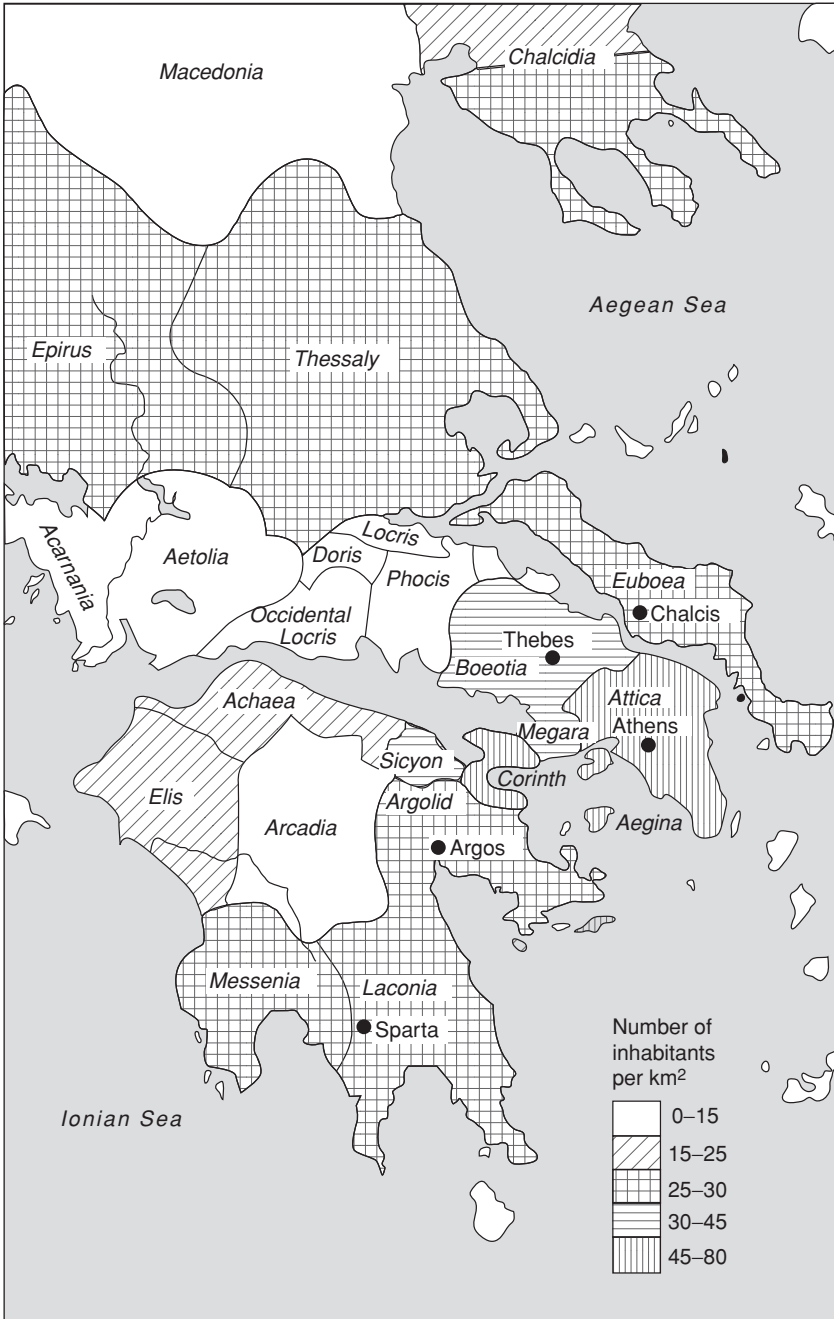 Macedonia
Chalcidia
Aegean Sea
Epirus
Thessaly
Acarnania
Aetolia
Locris
Doris
Phocis
Occidental
Locris
Euboea
Chalcis
Thebes
Boeotia
Attica
Athens
Megara
Achaea
Sicyon
Corinth
Elis
Argolid
Arcadia
Aegina
Argos
Messenia
Laconia
Sparta
Ionian Sea
Number of
inhabitants
per km²
0–15
15–25
25–30
30–45
45–80